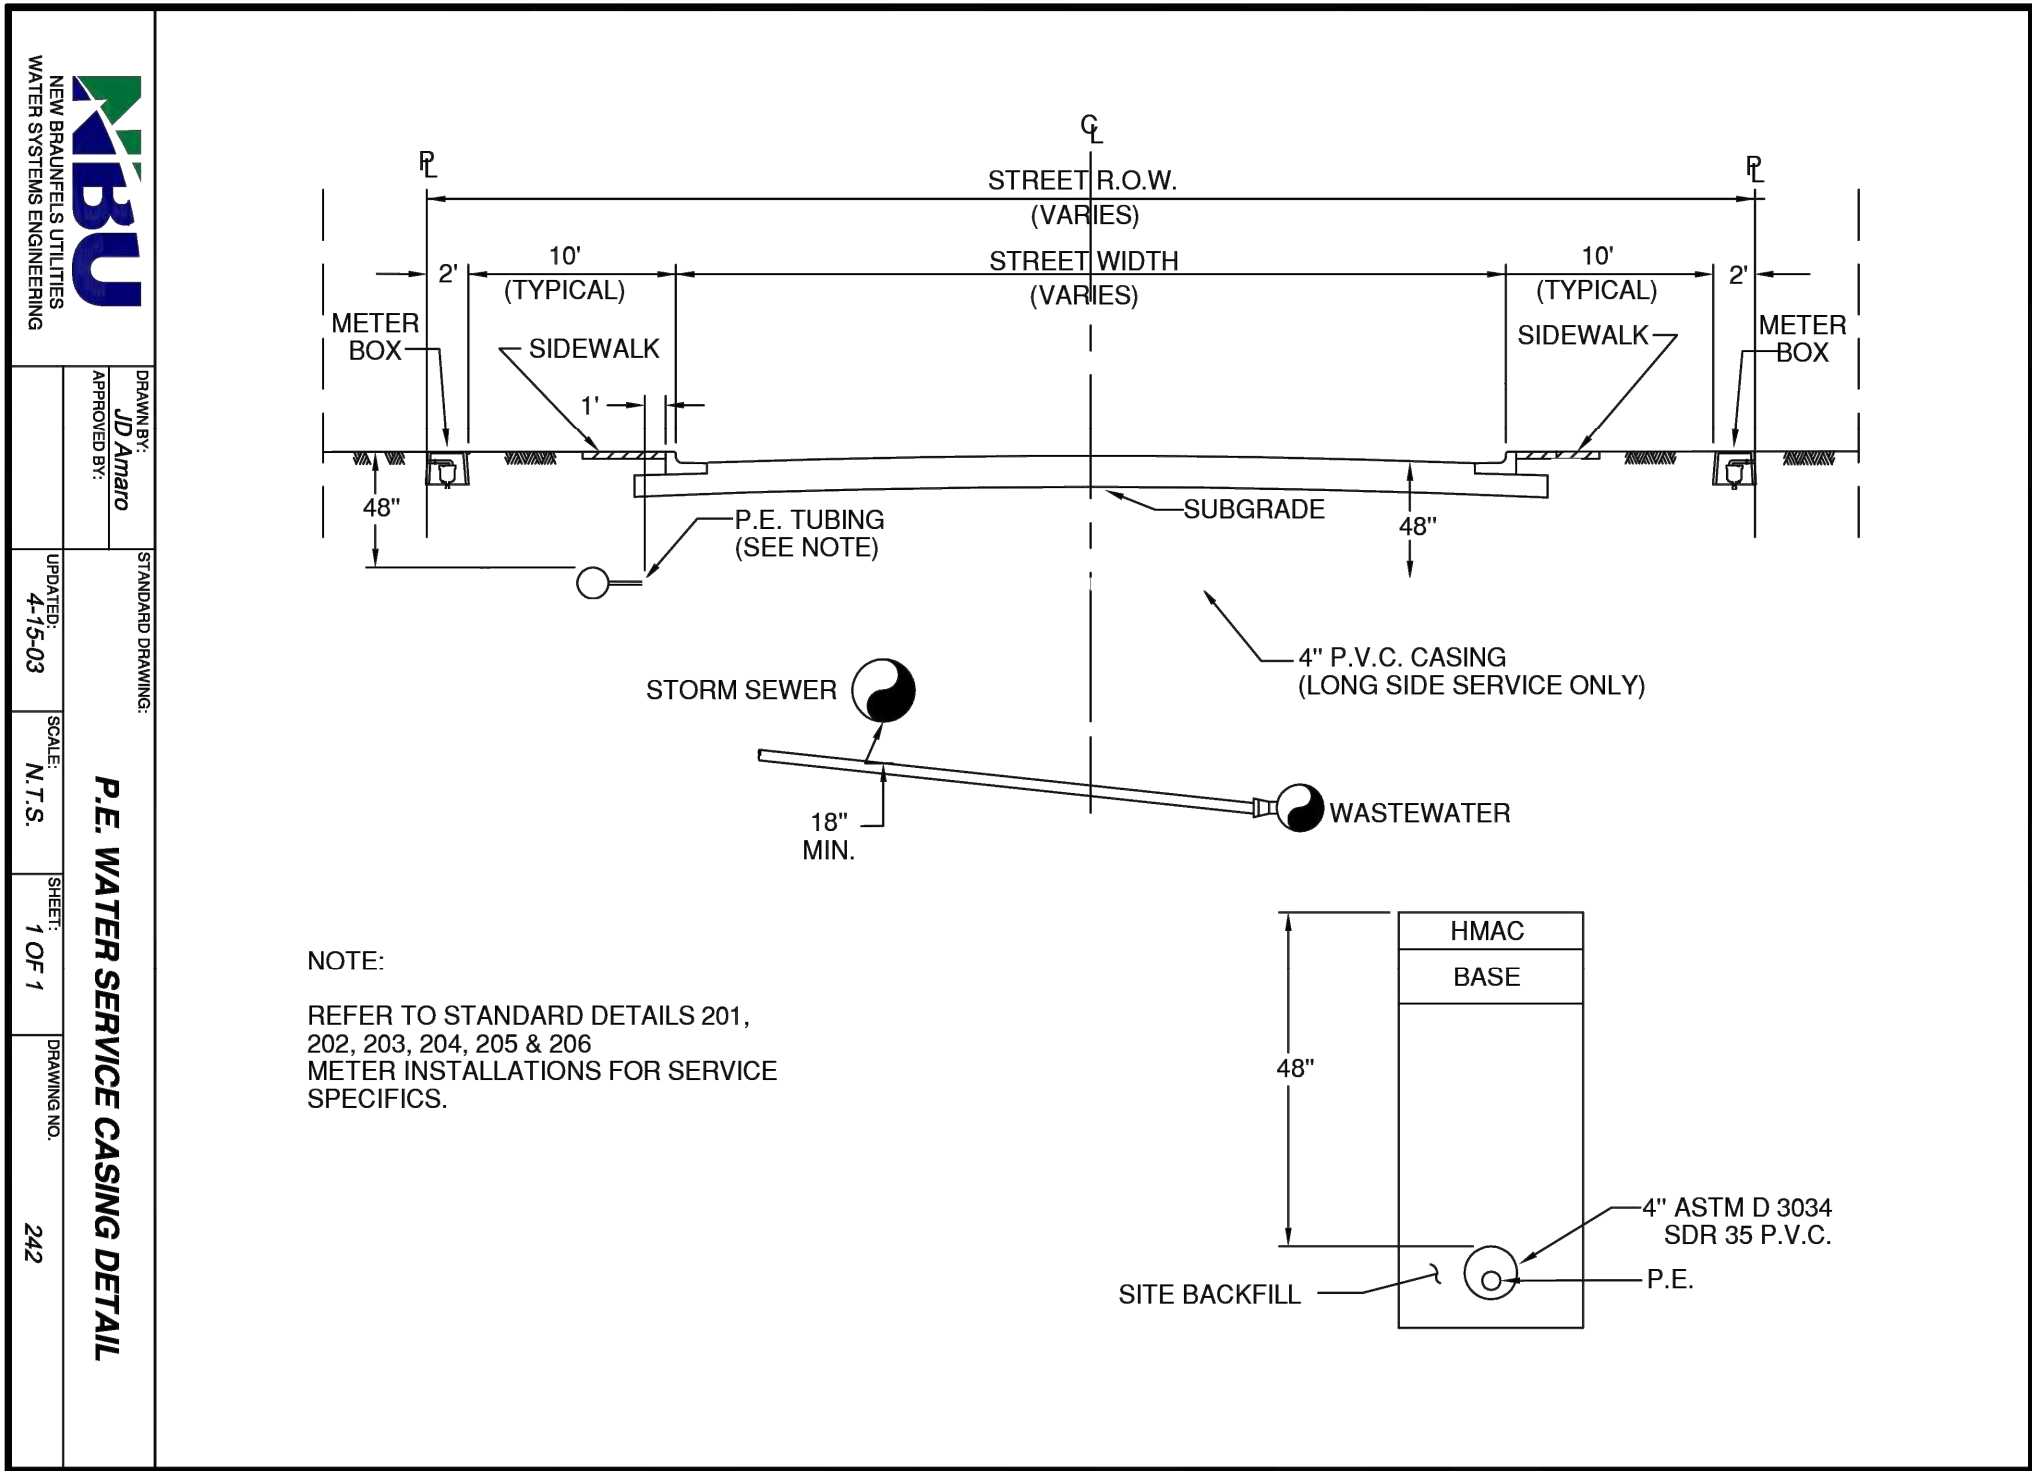 NBU
NEW BRAUNFELS UTILITIES
WATER SYSTEMS ENGINEERING
DRAWN BY:
JD Amaro
APPROVED BY:
STANDARD DRAWING:
P.E. WATER SERVICE CASING DETAIL
UPDATED:
4-15-03
SCALE:
N.T.S.
SHEET:
1 OF 1
DRAWING NO.
242
CL
PL
PL
STREET R.O.W.
(VARIES)
2'
10'
(TYPICAL)
STREET WIDTH
(VARIES)
10'
(TYPICAL)
2'
METER
BOX
SIDEWALK
SIDEWALK
METER
BOX
1'
48"
P.E. TUBING
(SEE NOTE)
SUBGRADE
48"
4" P.V.C. CASING
(LONG SIDE SERVICE ONLY)
STORM SEWER
18"
MIN.
WASTEWATER
NOTE:
REFER TO STANDARD DETAILS 201,
202, 203, 204, 205 & 206
METER INSTALLATIONS FOR SERVICE
SPECIFICS.
HMAC
BASE
48"
4" ASTM D 3034
SDR 35 P.V.C.
P.E.
SITE BACKFILL